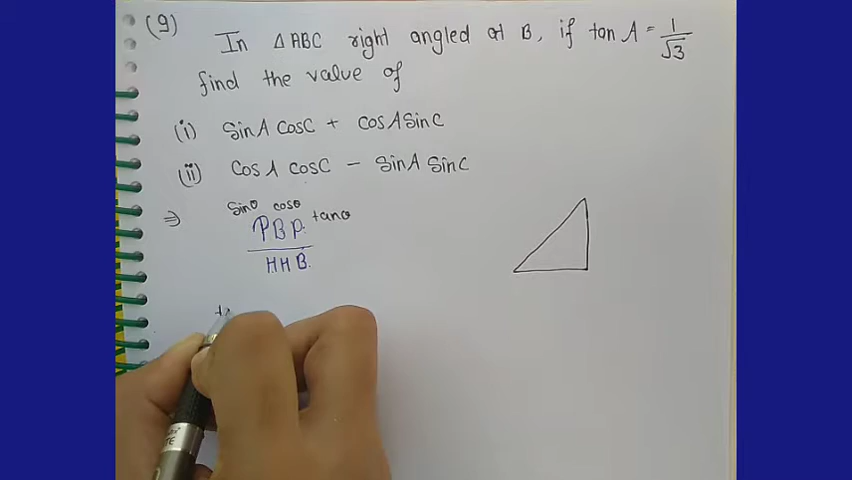 (9) In △ABC right angled at B, if tan A = 1/√3
find the value of
(i) SinA CosC + cosA SinC
(ii) CosA cosC - SinA SinC
⇒ Sinθ cosθ tanθ
P B P
H H B